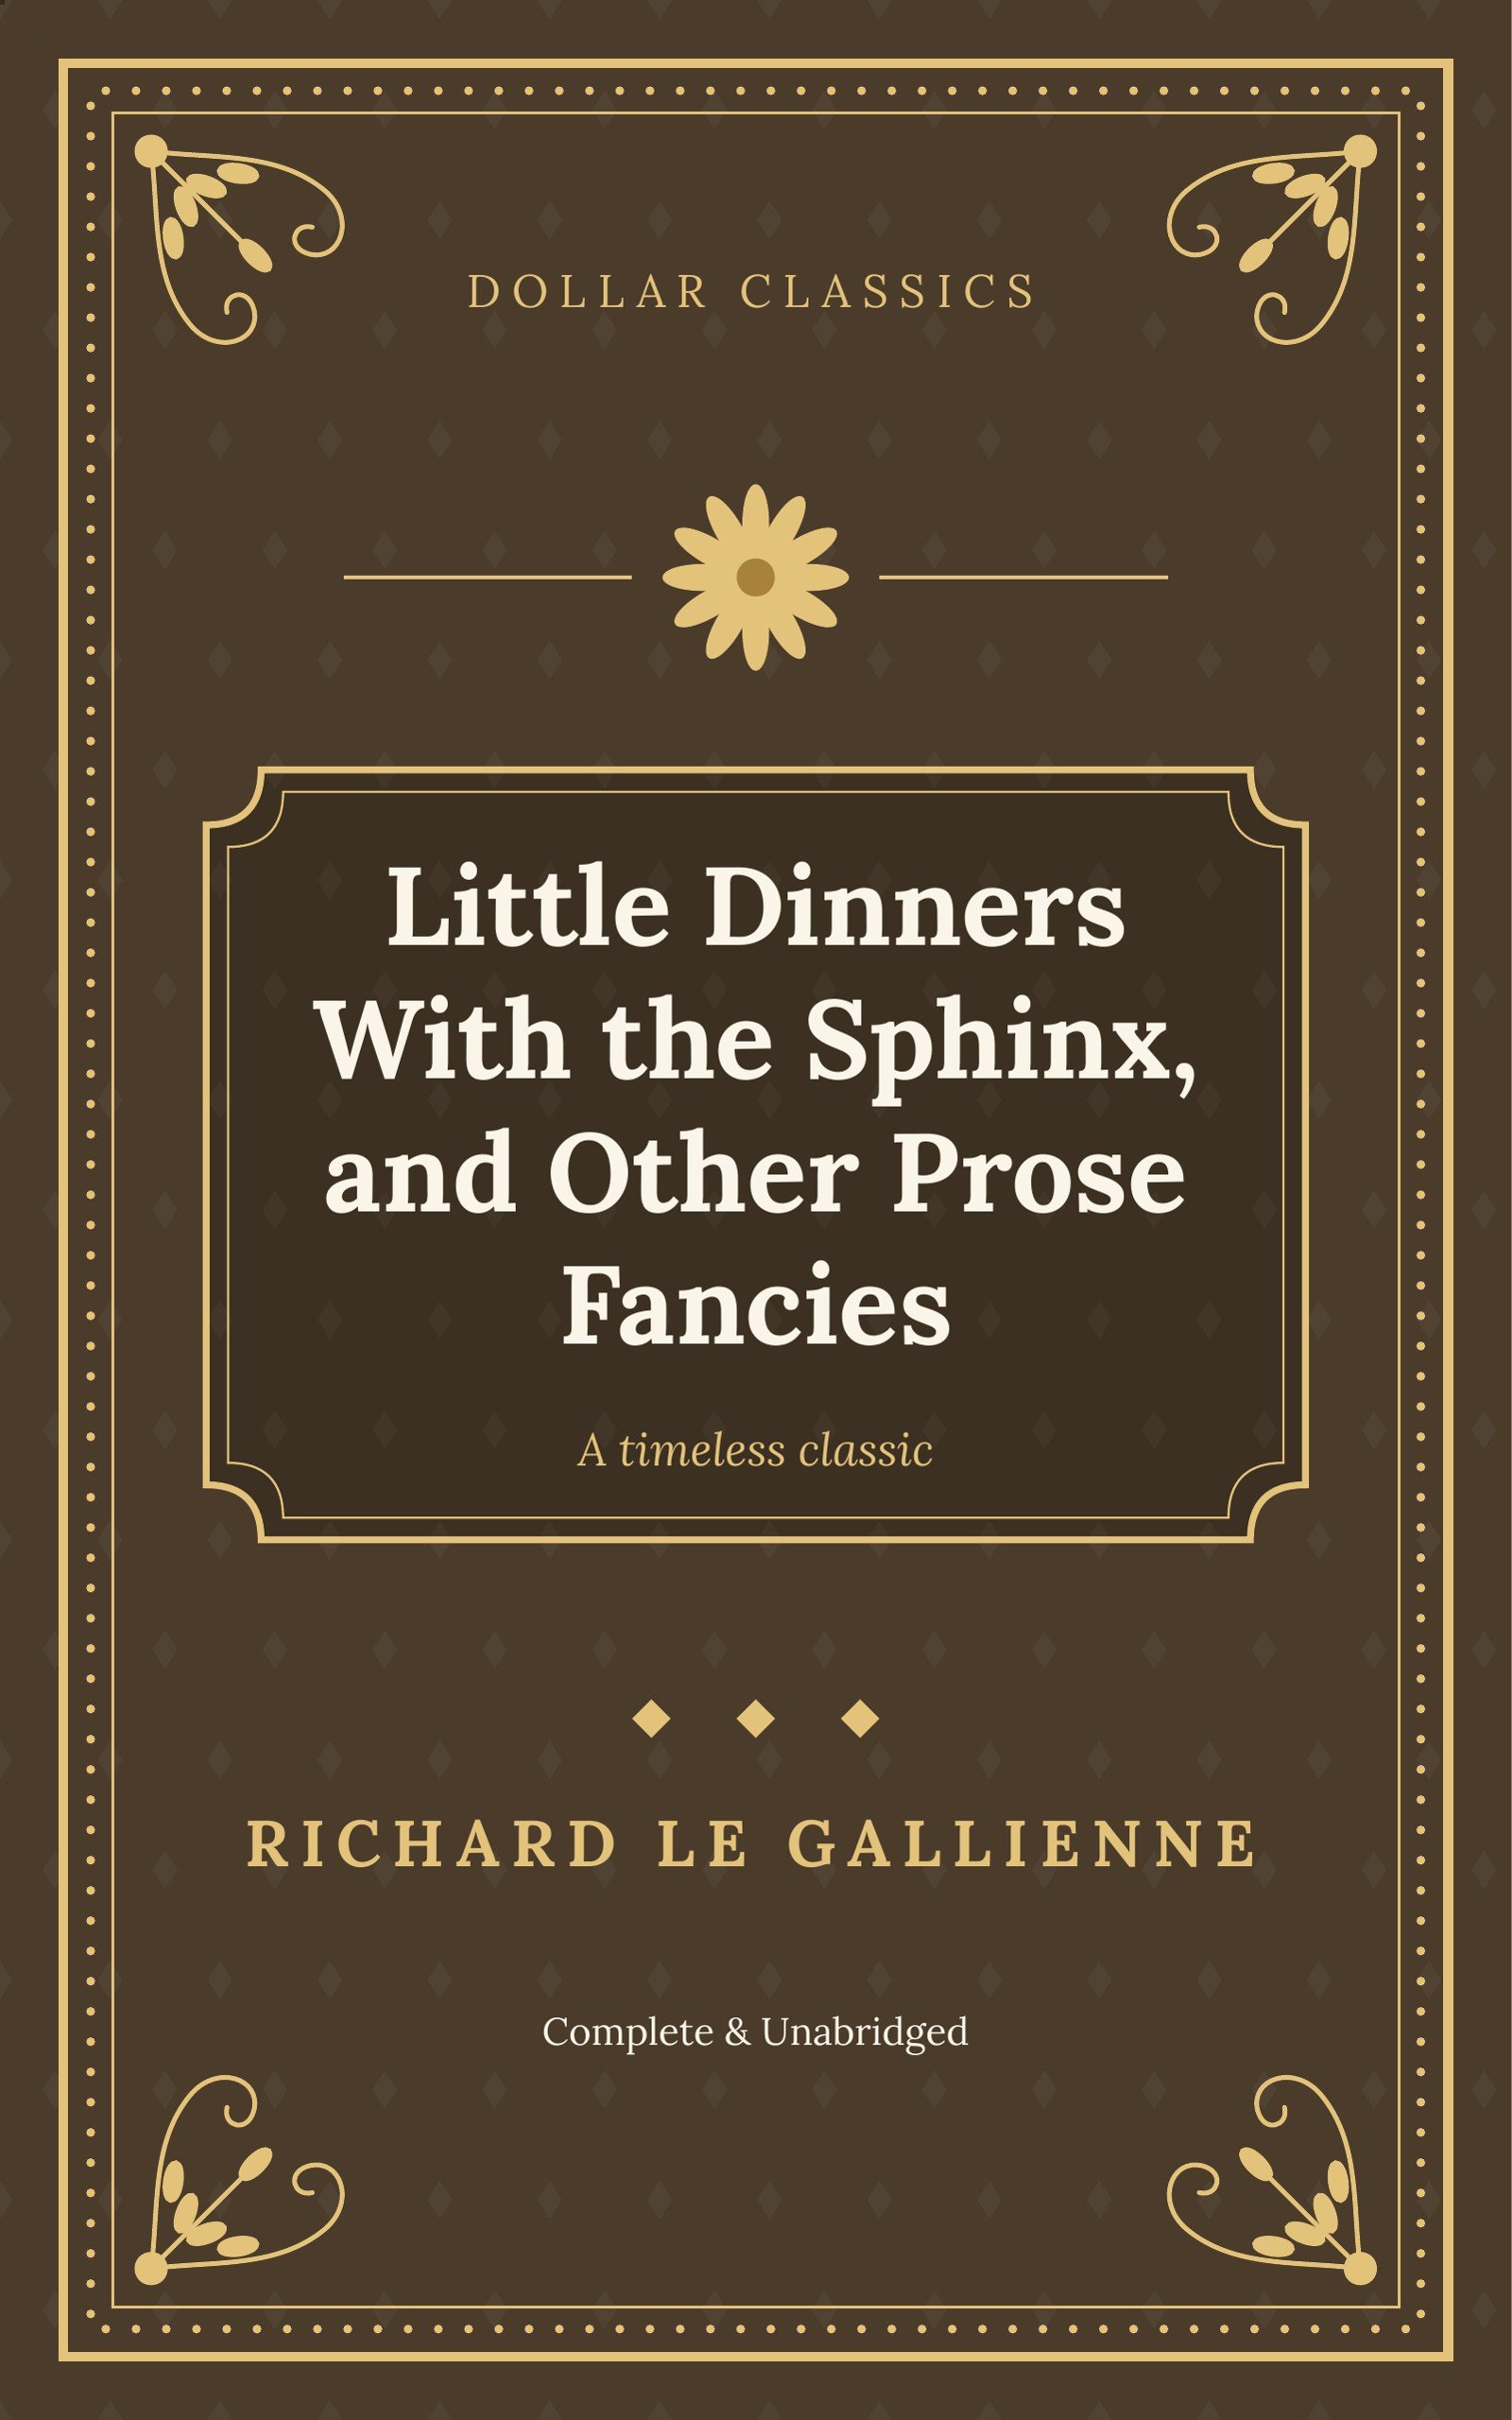 DOLLAR CLASSICS
Little Dinners
With the Sphinx,
and Other Prose
Fancies
A timeless classic
RICHARD LE GALLIENNE
Complete & Unabridged